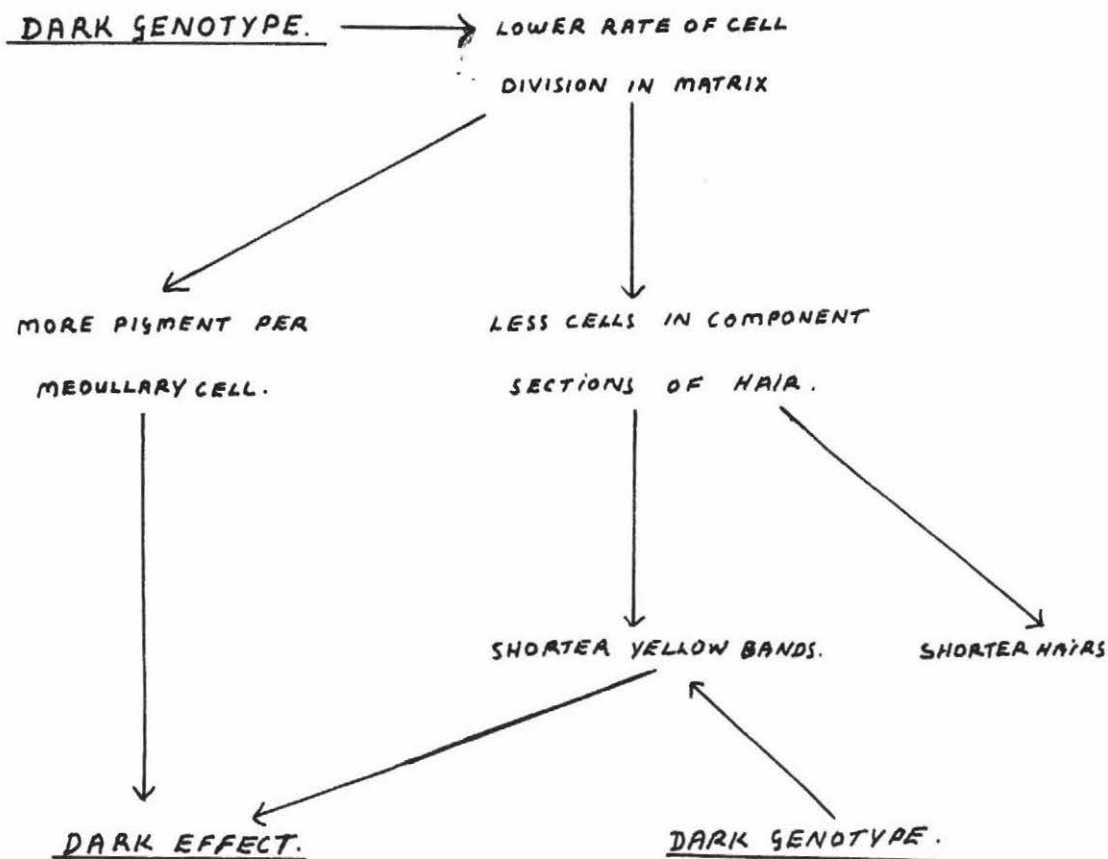 DARK GENOTYPE.
LOWER RATE OF CELL
DIVISION IN MATRIX
MORE PIGMENT PER
MEDULLARY CELL.
LESS CELLS IN COMPONENT
SECTIONS OF HAIR.
SHORTER YELLOW BANDS.
SHORTER HAIRS
DARK EFFECT.
DARK GENOTYPE.